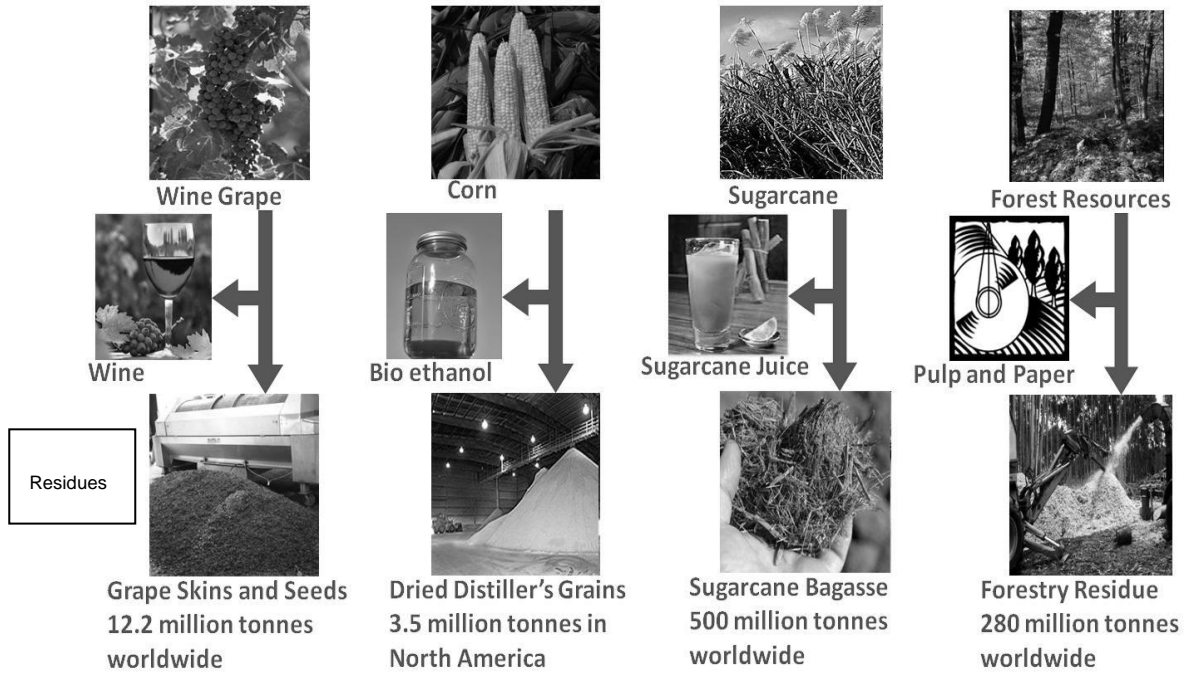 Wine Grape
Corn
Sugarcane
Forest Resources
Wine
Bio ethanol
Sugarcane Juice
Pulp and Paper
Residues
Grape Skins and Seeds
12.2 million tonnes
worldwide
Dried Distiller's Grains
3.5 million tonnes in
North America
Sugarcane Bagasse
500 million tonnes
worldwide
Forestry Residue
280 million tonnes
worldwide